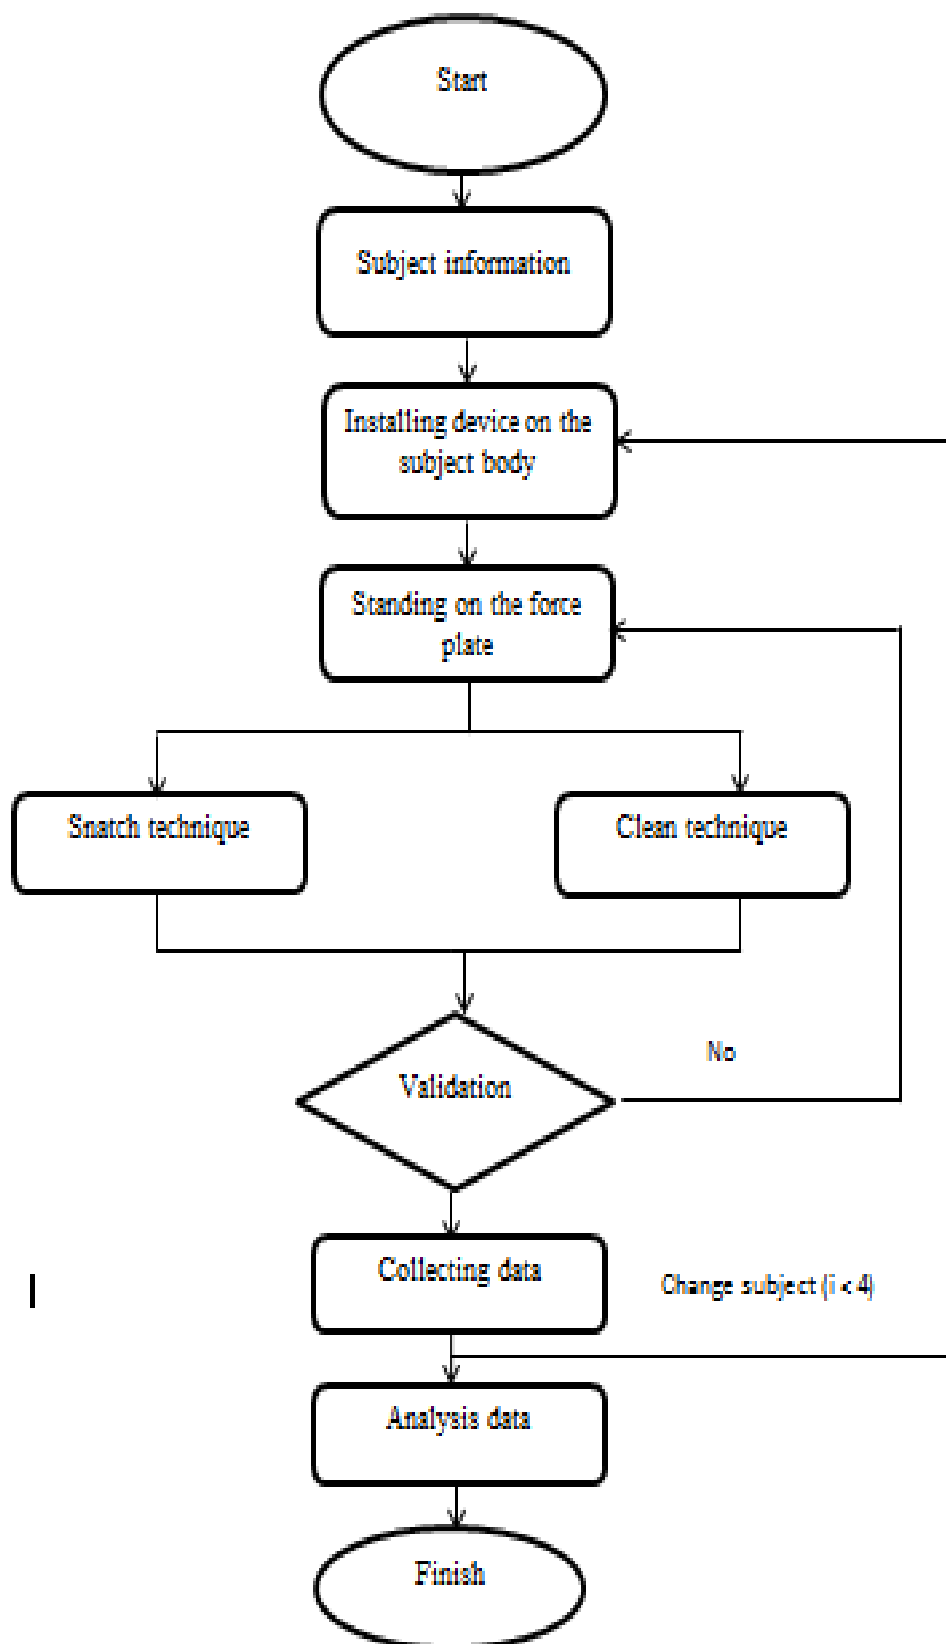 Start
Subject information
Installing device on the
subject body
Standing on the force
plate
Snatch technique
Clean technique
No
Validation
Collecting data
Change subject (i < 4)
Analysis data
Finish